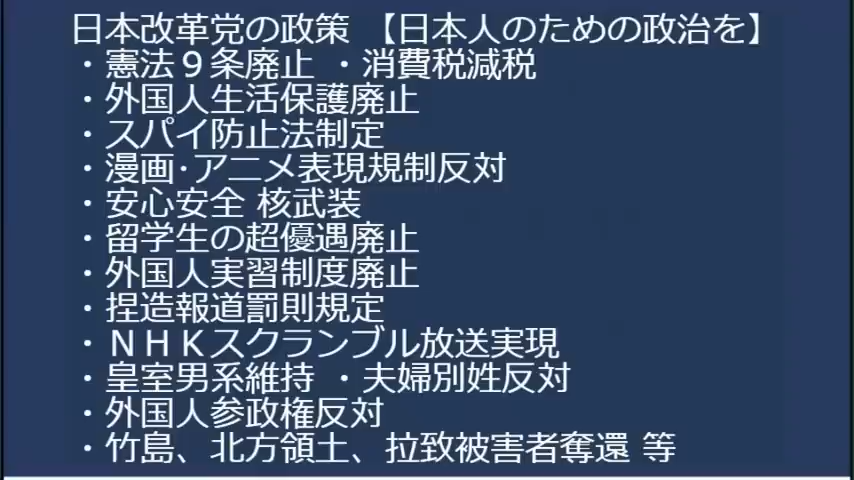 日本改革党の政策 【日本人のための政治を】
・憲法９条廃止 ・消費税減税
・外国人生活保護廃止
・スパイ防止法制定
・漫画･アニメ表現規制反対
・安心安全 核武装
・留学生の超優遇廃止
・外国人実習制度廃止
・捏造報道罰則規定
・ＮＨＫスクランブル放送実現
・皇室男系維持 ・夫婦別姓反対
・外国人参政権反対
・竹島、北方領土、拉致被害者奪還 等